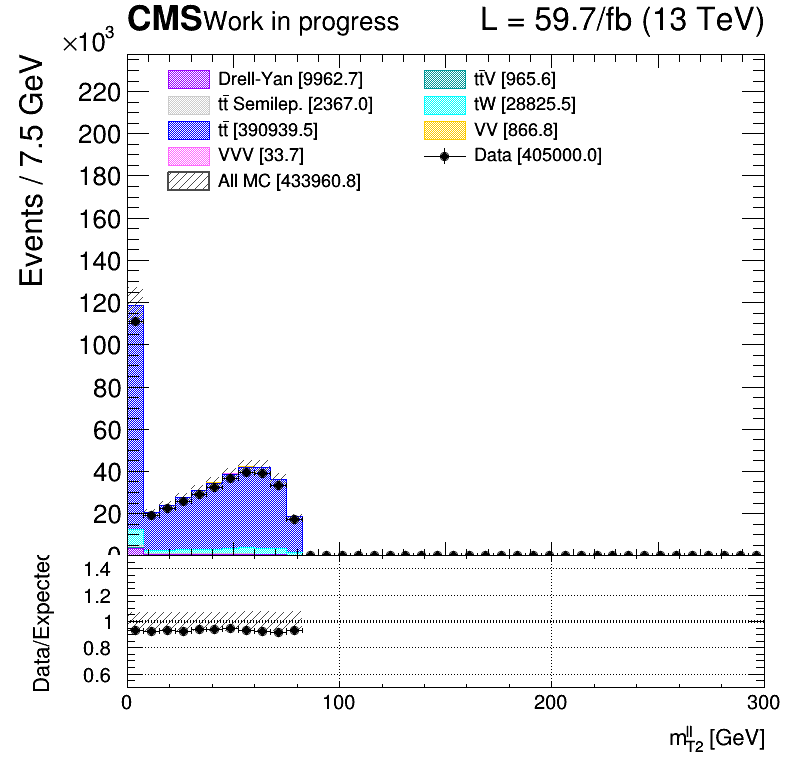 CMS Work in progress L = 59.7/fb (13 TeV)
×10³
Events / 7.5 GeV
Drell-Yan [9962.7]
tt̄ Semilep. [2367.0]
tt̄ [390939.5]
VVV [33.7]
All MC [433960.8]
tt̄V [965.6]
tW [28825.5]
VV [866.8]
Data [405000.0]
220
200
180
160
140
120
100
80
60
40
20
0
Data/Expected
1.4
1.2
1
0.8
0.6
0 100 200 300
m_{T2}^{ll} [GeV]